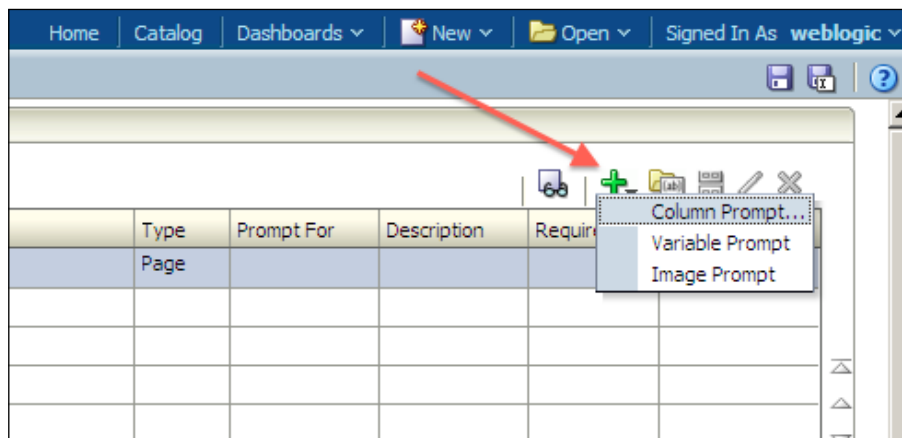 Home Catalog Dashboards New Open Signed In As weblogic
Column Prompt...
Type Prompt For Description Require
Variable Prompt
Page
Image Prompt